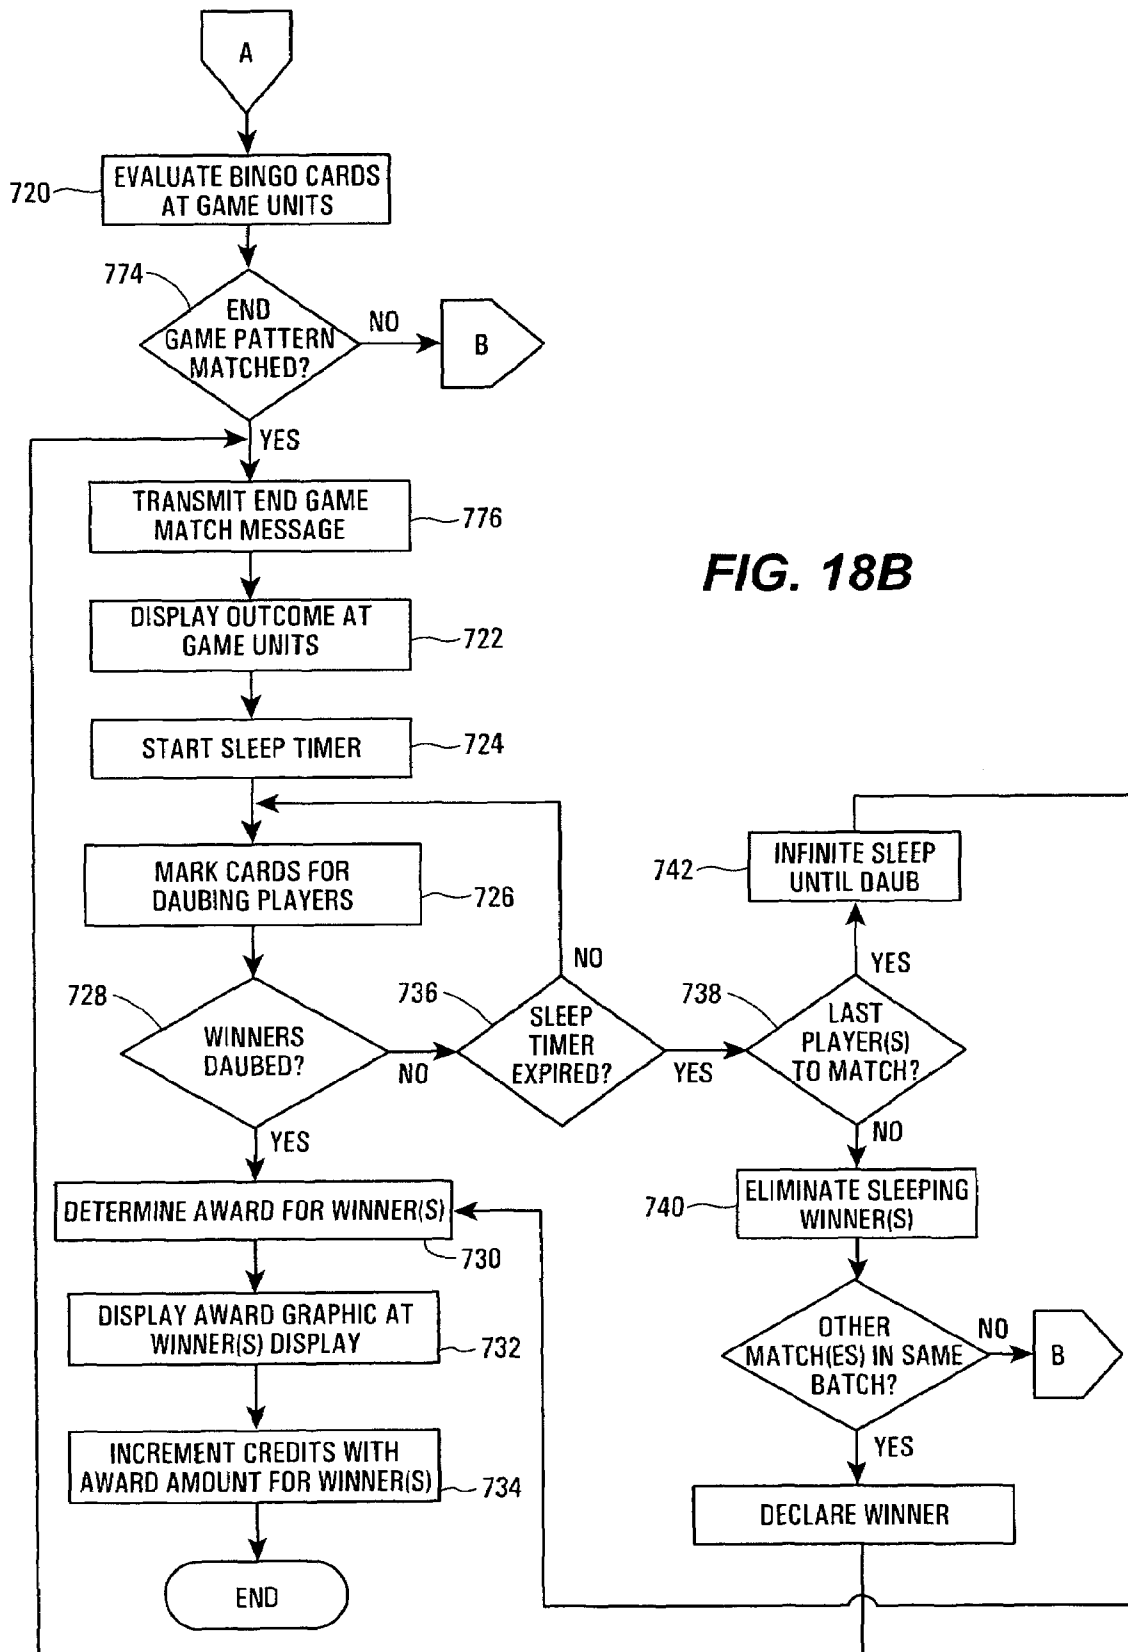 A
720
EVALUATE BINGO CARDS
AT GAME UNITS
774
END
GAME PATTERN
MATCHED?
NO
B
YES
TRANSMIT END GAME
MATCH MESSAGE
776
FIG. 18B
DISPLAY OUTCOME AT
GAME UNITS
722
START SLEEP TIMER
724
MARK CARDS FOR
DAUBING PLAYERS
726
742
INFINITE SLEEP
UNTIL DAUB
728
WINNERS
DAUBED?
NO
YES
736
SLEEP
TIMER
EXPIRED?
NO
YES
738
LAST
PLAYER(S)
TO MATCH?
YES
NO
DETERMINE AWARD FOR WINNER(S)
730
740
ELIMINATE SLEEPING
WINNER(S)
DISPLAY AWARD GRAPHIC AT
WINNER(S) DISPLAY
732
OTHER
MATCH(ES) IN SAME
BATCH?
NO
B
YES
INCREMENT CREDITS WITH
AWARD AMOUNT FOR WINNER(S)
734
DECLARE WINNER
END